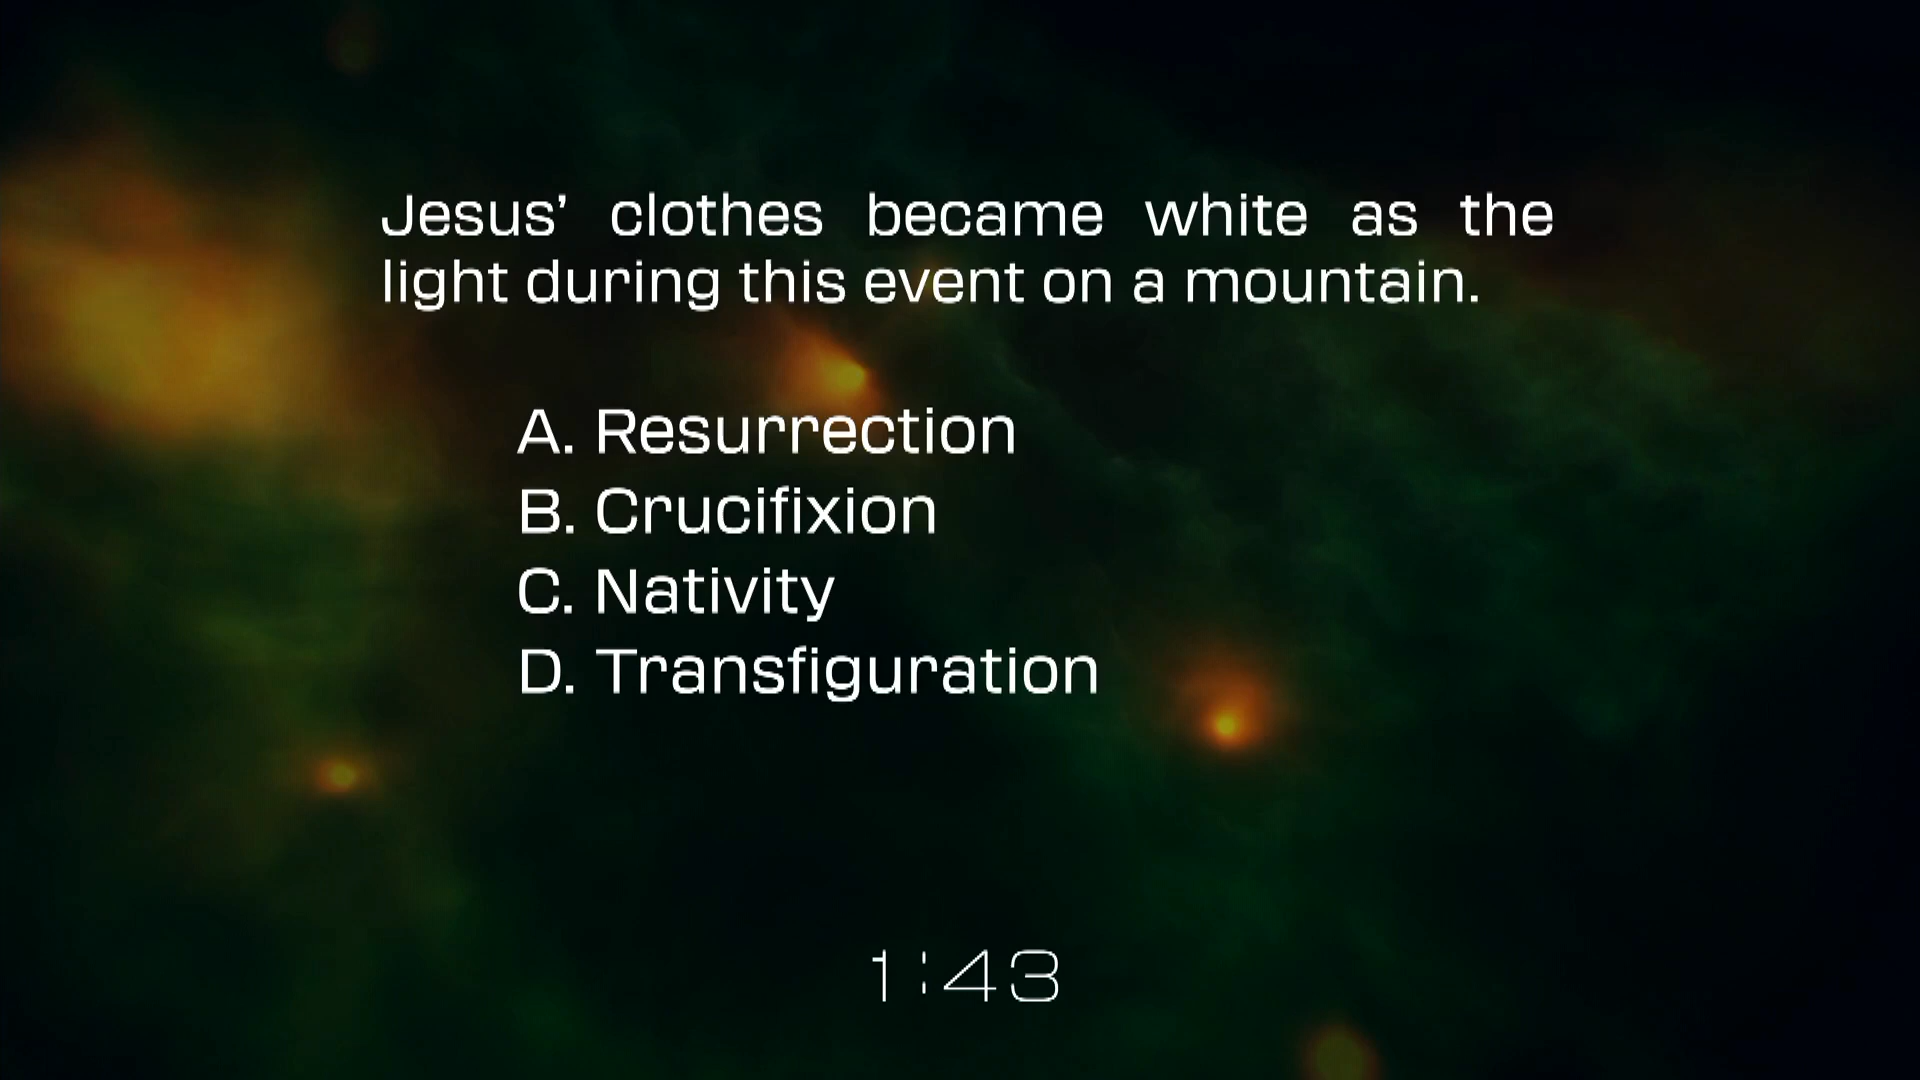 Jesus’ clothes became white as the
light during this event on a mountain.
A. Resurrection
B. Crucifixion
C. Nativity
D. Transfiguration
1:43